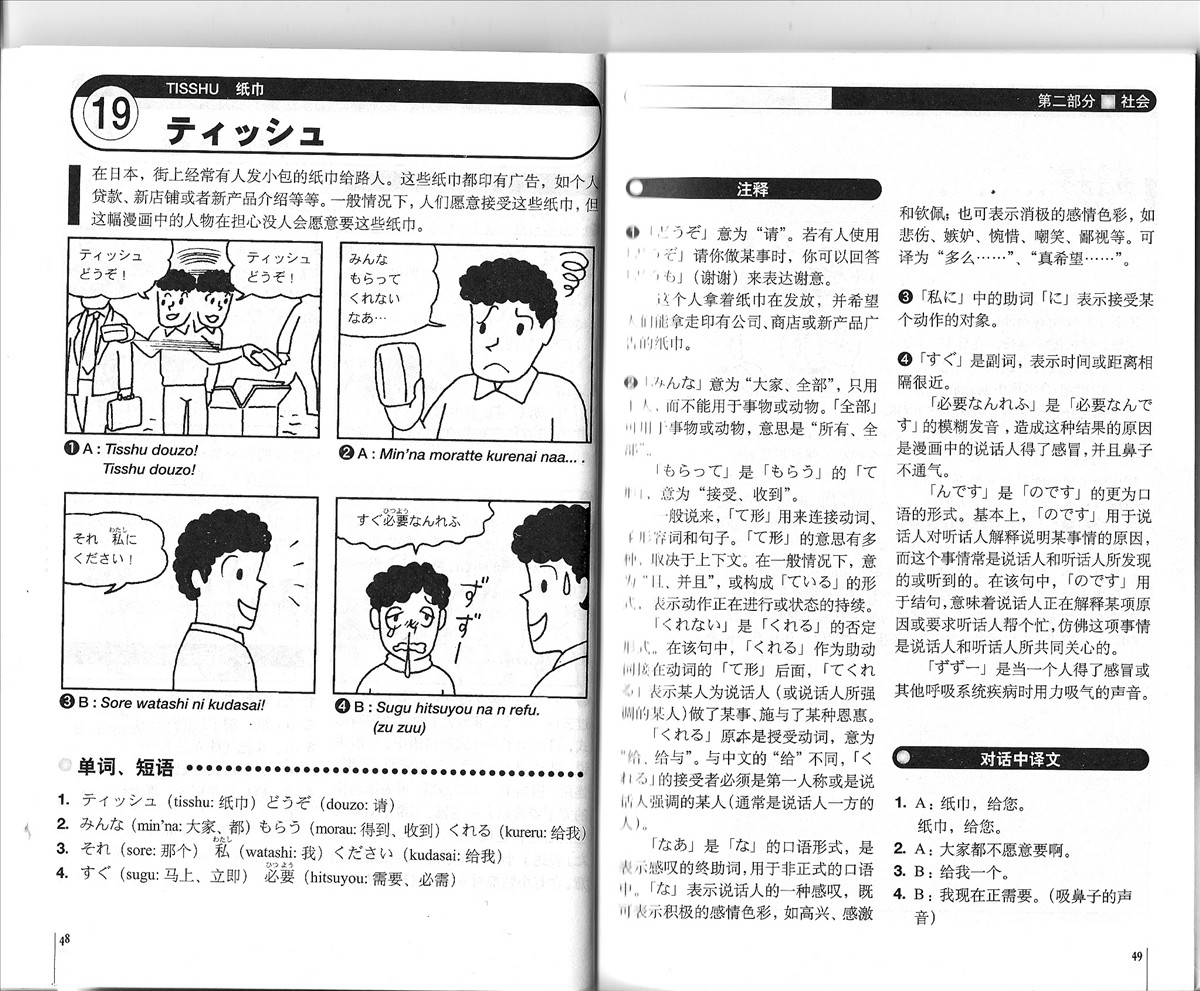 TISSHU 纸巾
19
ティッシュ
在日本，街上经常有人发小包的纸巾给路人。这些纸巾都印有广告，如个人
贷款、新店铺或者新产品介绍等等。一般情况下，人们愿意接受这些纸巾，但
这幅漫画中的人物在担心没人会愿意要这些纸巾。
ティッシュ
どうぞ！
ティッシュ
どうぞ！
みんな
もらって
くれない
なあ…
❶ A : Tisshu douzo!
Tisshu douzo!
❷ A : Min'na moratte kurenai naa... .
それ 私に
わたし
ください！
すぐ必要なんれふ
ひつよう
ずずー
❸ B : Sore watashi ni kudasai!
❹ B : Sugu hitsuyou na n refu.
(zu zuu)
单词、短语
1. ティッシュ（tisshu: 纸巾）どうぞ（douzo: 请）
2. みんな（min'na: 大家、都）もらう（morau: 得到、收到）くれる（kureru: 给我）
3. それ（sore: 那个） 私（watashi: 我）ください（kudasai: 给我）
わたし
4. すぐ（sugu: 马上、立即） 必要（hitsuyou: 需要、必需）
ひつよう
48
第二部分 社会
注释
❶「どうぞ」意为“请”。若有人使用
ぞ」请你做某事时，你可以回答
も」（谢谢）来表达谢意。
这个人拿着纸巾在发放，并希望
人们能拿走印有公司、商店或新产品广
告的纸巾。
❷「みんな」意为“大家、全部”，只用
人，而不能用于事物或动物。「全部」
可用于事物或动物，意思是“所有、全
部”。
「もらって」是「もらう」的「て
形」，意为“接受、收到”。
一般说来，「て形」用来连接动词、
形容词和句子。「て形」的意思有多
种，取决于上下文。在一般情况下，意
为“且、并且”，或构成「ている」的形
式，表示动作正在进行或状态的持续。
「くれない」是「くれる」的否定
形式。在该句中，「くれる」作为助动
词接在动词的「て形」后面，「てくれ
る」表示某人为说话人（或说话人所强
调的某人）做了某事、施与了某种恩惠。
「くれる」原本是授受动词，意为
“给、给与”。与中文的“给”不同，「く
れる」的接受者必须是第一人称或是说
话人强调的某人（通常是说话人一方的
人）。
「なあ」是「な」的口语形式，是
表示感叹的终助词，用于非正式的口语
中。「な」表示说话人的一种感叹，既
可表示积极的感情色彩，如高兴、感激
和钦佩；也可表示消极的感情色彩，如
悲伤、嫉妒、惋惜、嘲笑、鄙视等。可
译为“多么……”、“真希望……”。
❸「私に」中的助词「に」表示接受某
个动作的对象。
❹「すぐ」是副词，表示时间或距离相
隔很近。
「必要なんれふ」是「必要なんで
す」的模糊发音，造成这种结果的原因
是漫画中的说话人得了感冒，并且鼻子
不通气。
「んです」是「のです」的更为口
语的形式。基本上，「のです」用于说
话人对听话人解释说明某事情的原因，
而这个事情常是说话人和听话人所发现
的或听到的。在该句中，「のです」用
于结句，意味着说话人正在解释某项原
因或要求听话人帮个忙，仿佛这项事情
是说话人和听话人所共同关心的。
「ずずー」是当一个人得了感冒或
其他呼吸系统疾病时用力吸气的声音。
对话中译文
1. A：纸巾，给您。
纸巾，给您。
2. A：大家都不愿意要啊。
3. B：给我一个。
4. B：我现在正需要。（吸鼻子的声
音）
49